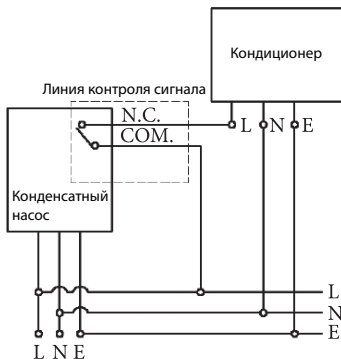 Кондиционер
Линия контроля сигнала
N.C.
COM.
L N E
Конденсатный
насос
L
N
E
L N E